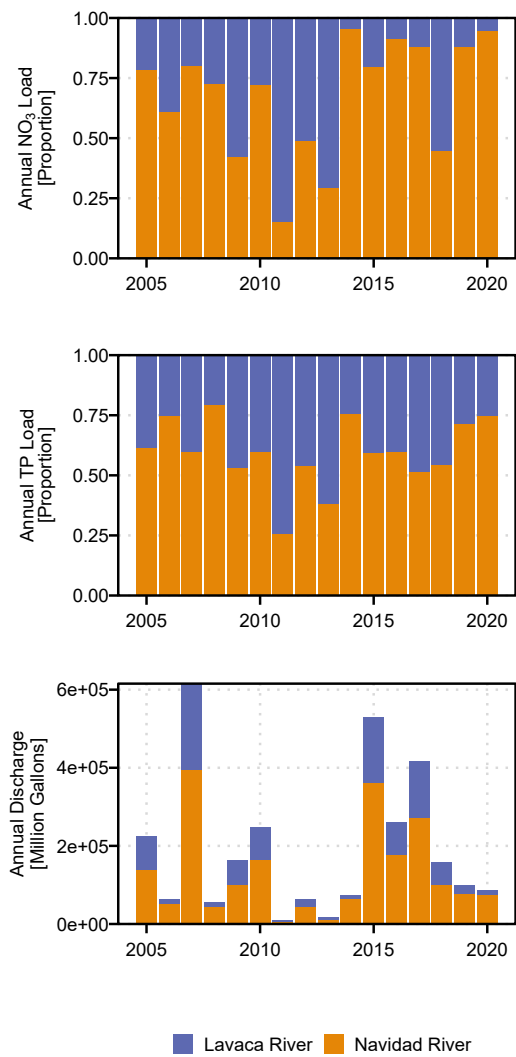 1.00
0.75
0.50
0.25
0.00
Annual NO₃ Load
[Proportion]
2005 2010 2015 2020
1.00
0.75
0.50
0.25
0.00
Annual TP Load
[Proportion]
2005 2010 2015 2020
6e+05
4e+05
2e+05
0e+00
Annual Discharge
[Million Gallons]
2005 2010 2015 2020
Lavaca River Navidad River